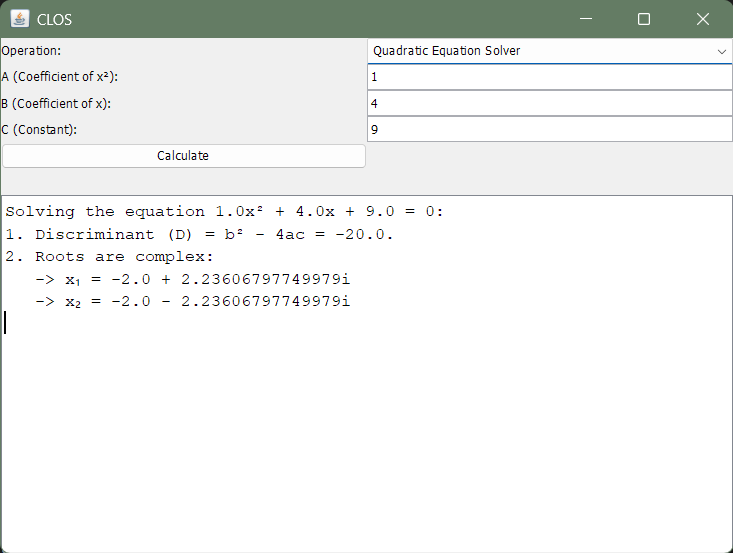 CLOS
Operation: Quadratic Equation Solver
A (Coefficient of x²): 1
B (Coefficient of x): 4
C (Constant): 9
Calculate
Solving the equation 1.0x² + 4.0x + 9.0 = 0:
1. Discriminant (D) = b² - 4ac = -20.0.
2. Roots are complex:
   -> x₁ = -2.0 + 2.23606797749979i
   -> x₂ = -2.0 - 2.23606797749979i